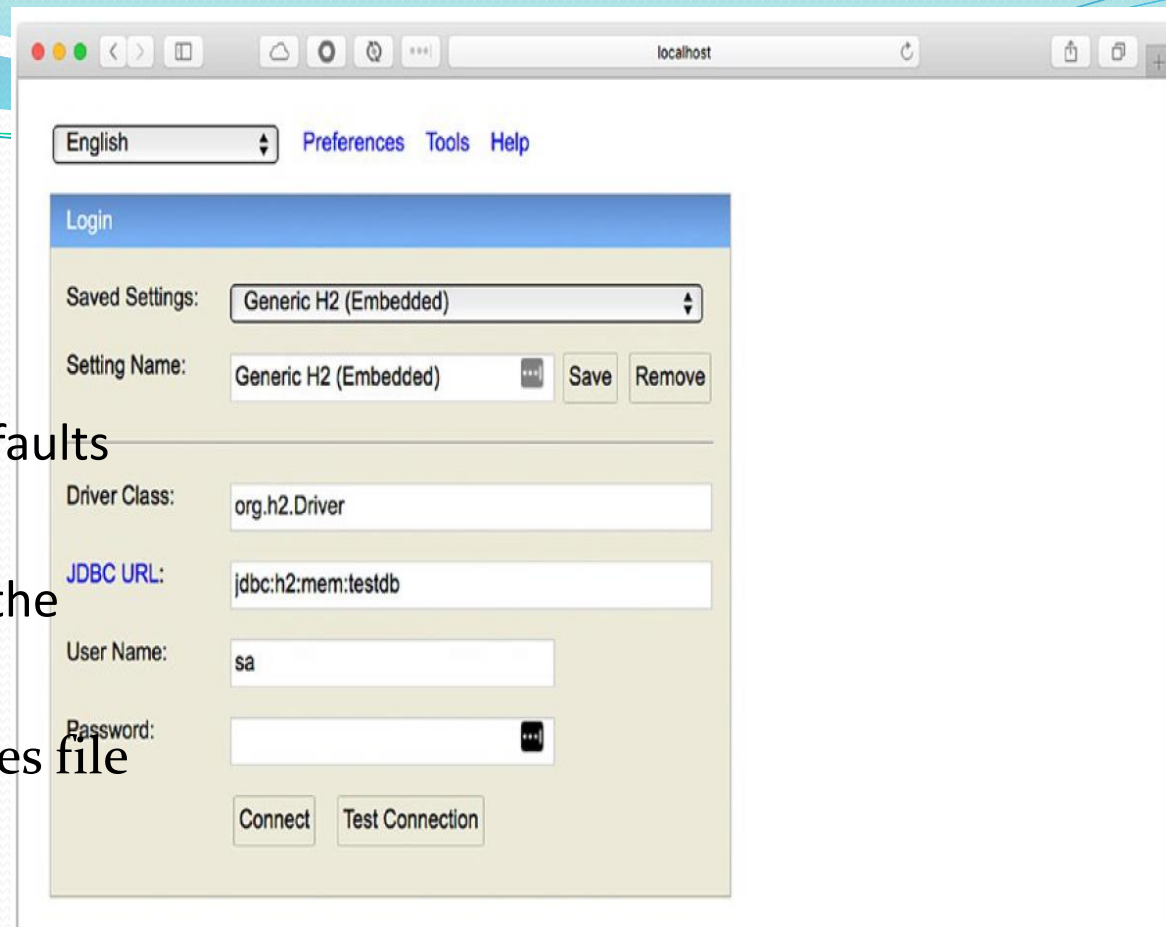 localhost
English Preferences Tools Help
Login
Saved Settings: Generic H2 (Embedded)
Setting Name: Generic H2 (Embedded) Save Remove
faults
Driver Class: org.h2.Driver
JDBC URL: jdbc:h2:mem:testdb
the
User Name: sa
Password:
es file
Connect Test Connection